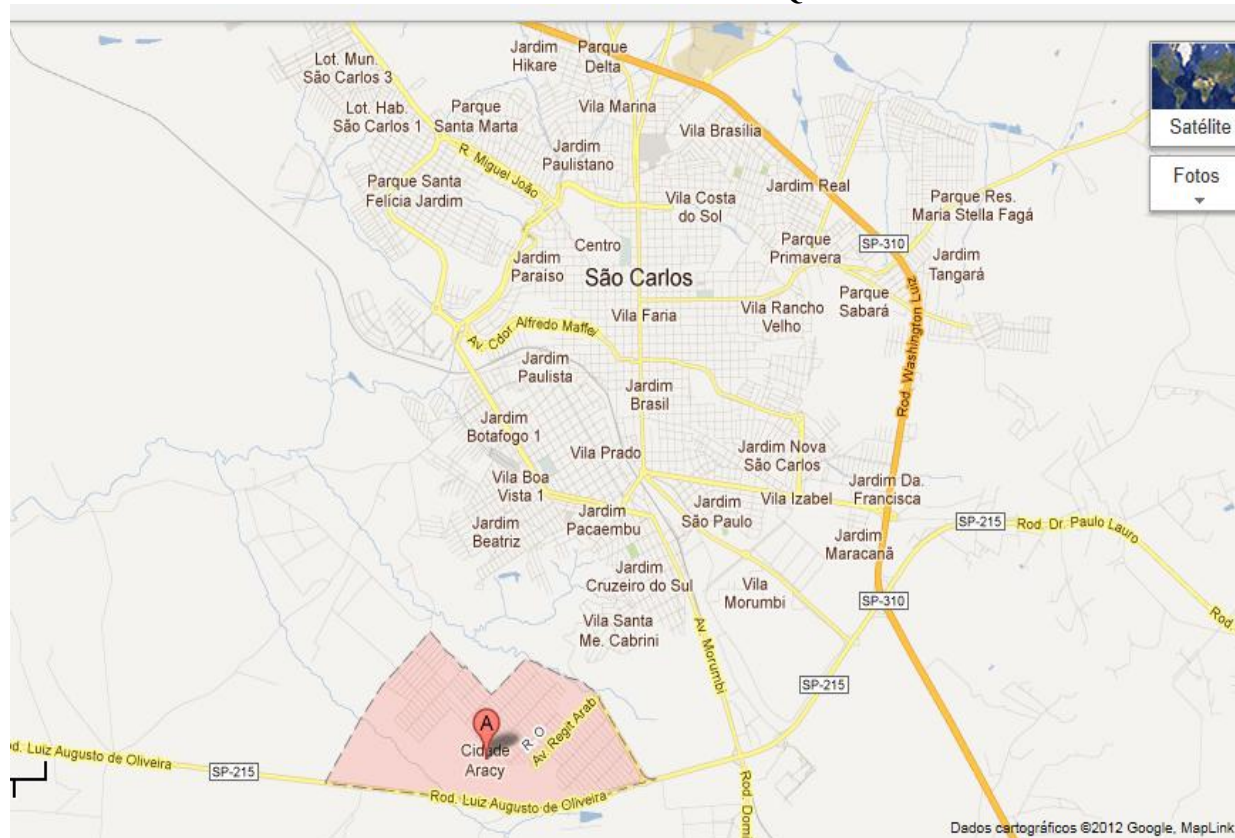 Q
Jardim
Hikare
Parque
Delta
Lot. Mun.
São Carlos 3
Satélite
Lot. Hab.
São Carlos 1
Parque
Santa Marta
Vila Marina
Vila Brasília
Fotos
R. Miguel João
Jardim
Paulistano
Parque Santa
Felícia Jardim
Vila Costa
do Sol
Jardim Real
Parque Res.
Maria Stella Fagá
Centro
Parque
Primavera
SP-310
Jardim
Tangará
Jardim
Paraíso
São Carlos
Vila Faria
Vila Rancho
Velho
Parque
Sabará
Rod. Washington Luiz
Av. Cdor Alfredo Maffei
Jardim
Paulista
Jardim
Brasil
Jardim
Botafogo 1
Vila Prado
Jardim Nova
São Carlos
Vila Boa
Vista 1
Vila Izabel
Jardim Da.
Francisca
Jardim
Beatriz
Jardim
Pacaembu
Jardim
São Paulo
Jardim
Maracanã
SP-215
Rod. Dr. Paulo Lauro
Jardim
Cruzeiro do Sul
Vila
Morumbi
SP-310
Rod.
Vila Santa
Me. Cabrini
Av. Morumbi
SP-215
A
Cidade
Aracy
R. O
Av. Regit Arab
od. Luiz Augusto de Oliveira
SP-215
Rod. Luiz Augusto de Oliveira
Rod. Domi
Dados cartográficos ©2012 Google, MapLink